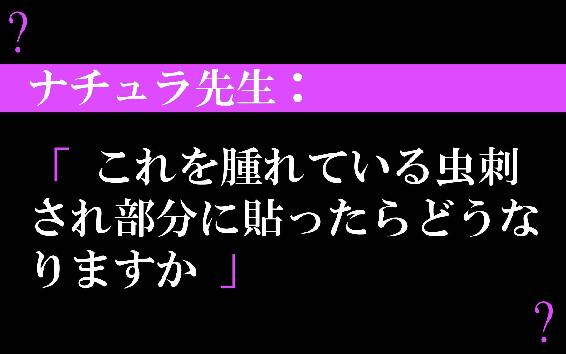 ?
ナチュラ先生：
「 これを腫れている虫刺
され部分に貼ったらどうな
りますか 」
?